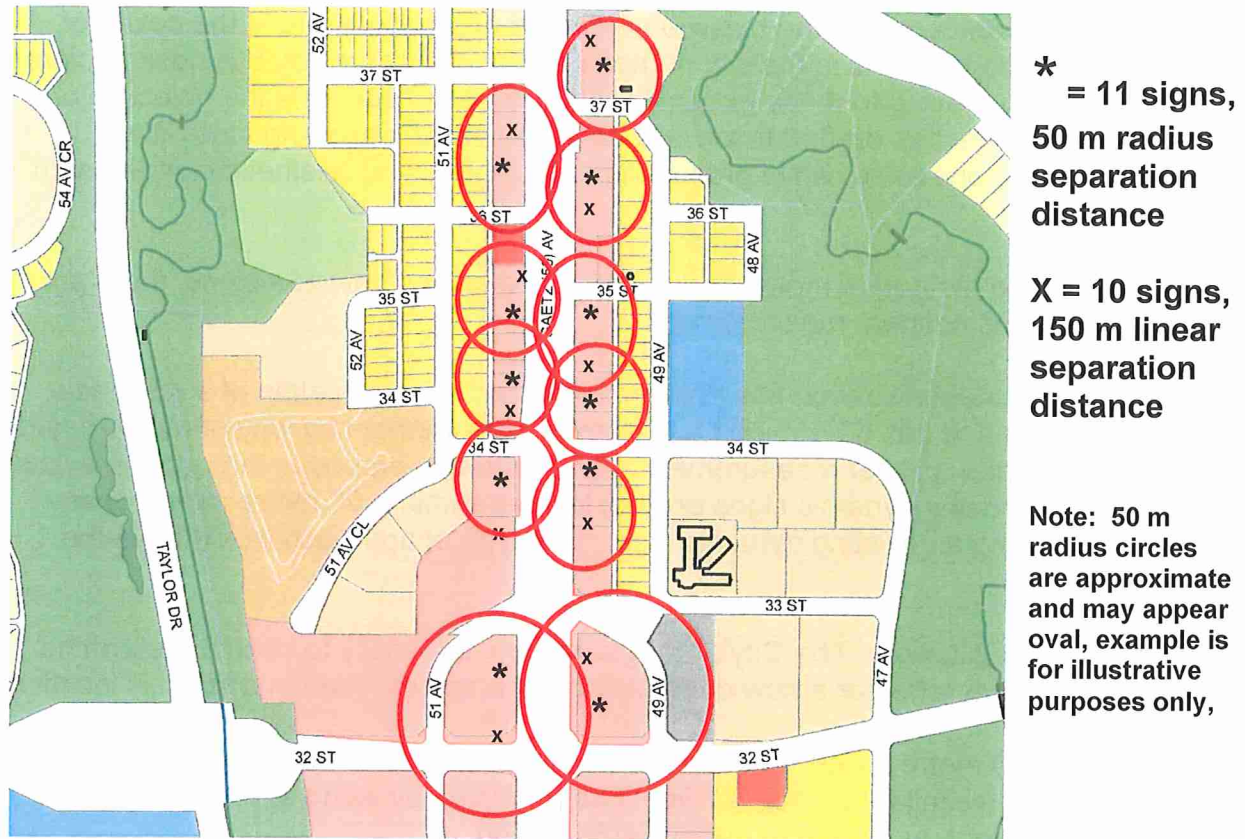 52 AV
37 ST
37 ST
51 AV
54 AV CR
36 ST
36 ST
48 AV
35 ST
35 ST
52 AV
49 AV
34 ST
34 ST
34 ST
51 AV CL
TAYLOR DR
33 ST
51 AV
49 AV
47 AV
32 ST
32 ST
* = 11 signs,
50 m radius
separation
distance
X = 10 signs,
150 m linear
separation
distance
Note: 50 m
radius circles
are approximate
and may appear
oval, example is
for illustrative
purposes only,